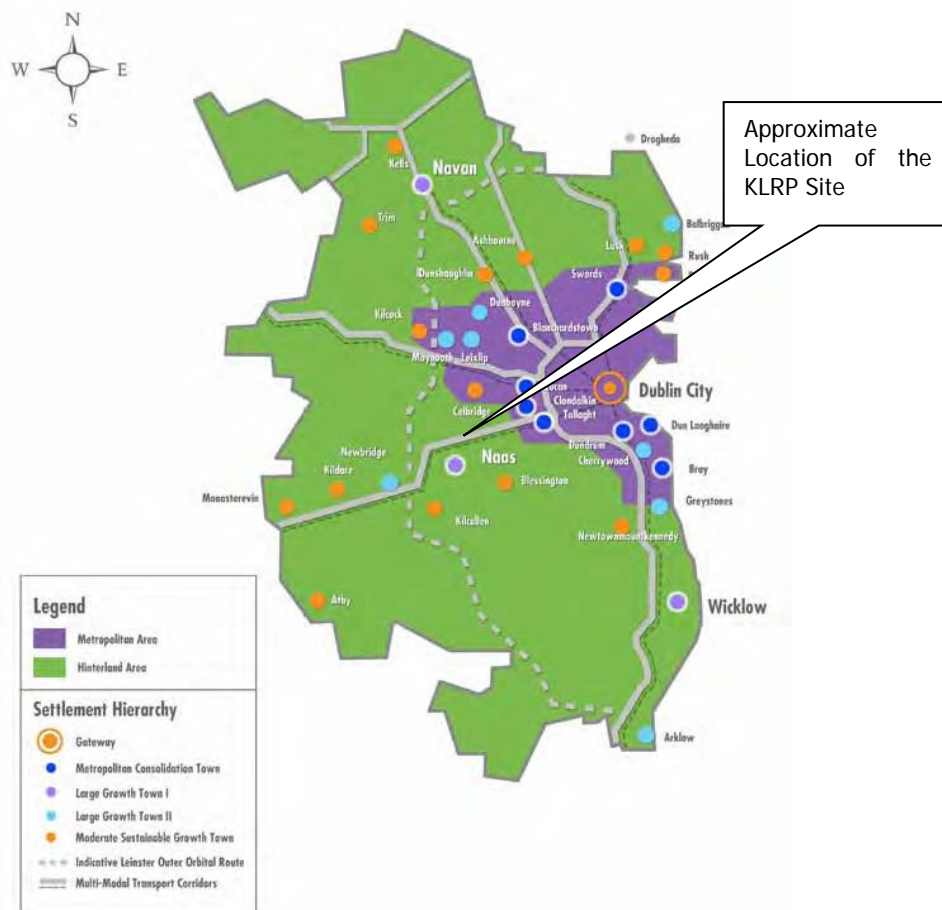 N
W E
S
Approximate
Location of the
KLRP Site
Drogheda
Kells
Navan
Trim
Ashbourne
Lusk
Rush
Dunshaughlin
Swords
Dunboyne
Kilcock
Blanchardstown
Maynooth Leixlip
Dublin City
Celbridge
Clondalkin
Tallaght
Dun Laoghaire
Dundrum
Cherrywood
Bray
Newbridge
Naas
Kildare
Blessington
Monasterevin
Greystones
Kilcullen
Newtownmountkennedy
Athy
Wicklow
Arklow
Legend
Metropolitan Area
Hinterland Area
Settlement Hierarchy
Gateway
Metropolitan Consolidation Town
Large Growth Town I
Large Growth Town II
Moderate Sustainable Growth Town
Indicative Leinster Outer Orbital Route
Multi-Modal Transport Corridors